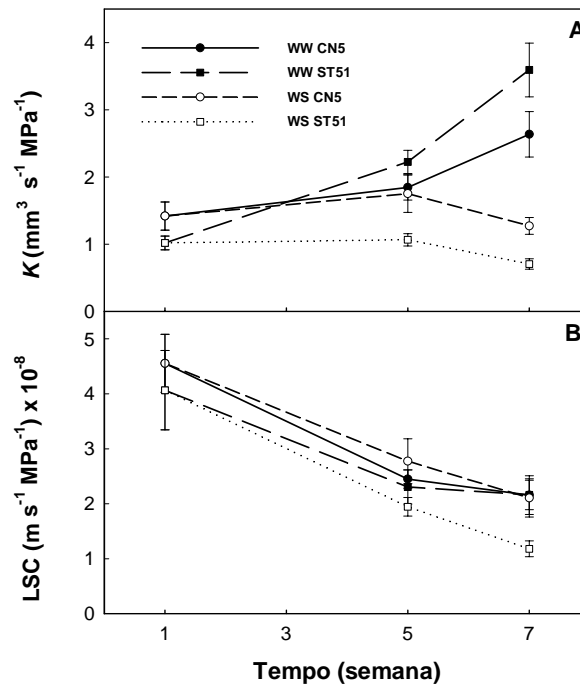 A
WW CN5
WW ST51
WS CN5
WS ST51
K (mm³ s⁻¹ MPa⁻¹)
4
3
2
1
0
B
LSC (m s⁻¹ MPa⁻¹) x 10⁻⁸
5
4
3
2
1
0
1 3 5 7
Tempo (semana)